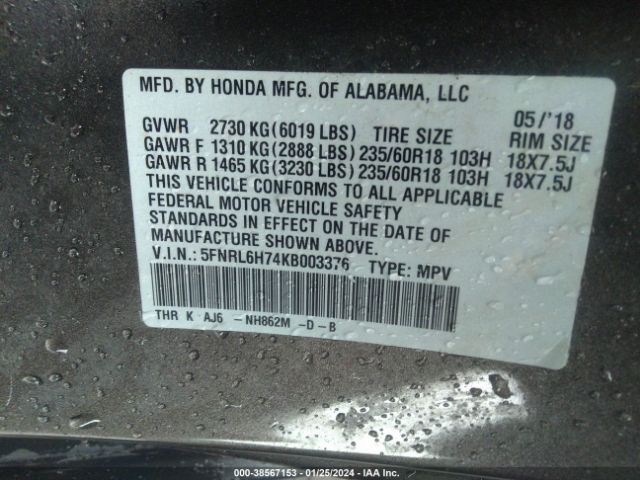 MFD. BY HONDA MFG. OF ALABAMA, LLC
05/'18
GVWR 2730 KG(6019 LBS) TIRE SIZE RIM SIZE
GAWR F 1310 KG(2888 LBS) 235/60R18 103H 18X7.5J
GAWR R 1465 KG(3230 LBS) 235/60R18 103H 18X7.5J
THIS VEHICLE CONFORMS TO ALL APPLICABLE
FEDERAL MOTOR VEHICLE SAFETY
STANDARDS IN EFFECT ON THE DATE OF
MANUFACTURE SHOWN ABOVE.
V.I.N.: 5FNRL6H74KB003376 TYPE: MPV
THR K AJ6 -NH862M -D-B
000-38567153 - 01/25/2024 - IAA Inc.